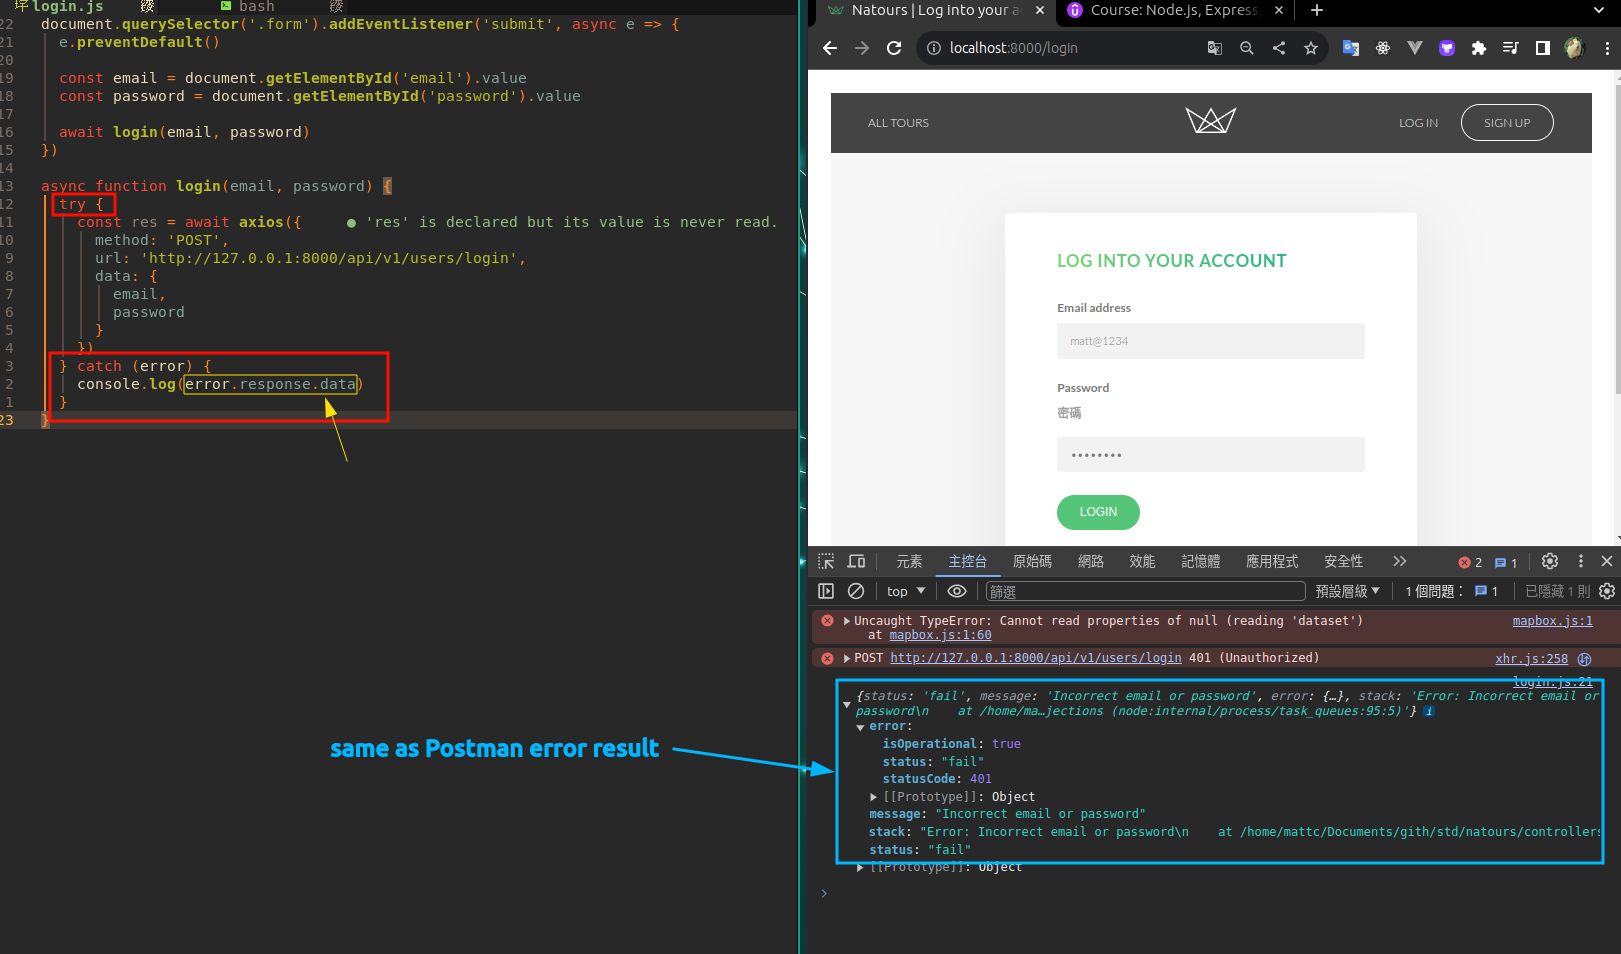 login.js
bash
22 document.querySelector('.form').addEventListener('submit', async e => {
21 e.preventDefault()
20
19 const email = document.getElementById('email').value
18 const password = document.getElementById('password').value
17
16 await login(email, password)
15 })
14
13 async function login(email, password) {
12 try {
11 const res = await axios({ ● 'res' is declared but its value is never read.
10 method: 'POST',
9 url: 'http://127.0.0.1:8000/api/v1/users/login',
8 data: {
7 email,
6 password
5 }
4 })
3 } catch (error) {
2 console.log(error.response.data)
1 }
23 }
same as Postman error result
Natours | Log into your a
Course: Node.js, Express
localhost:8000/login
ALL TOURS
LOG IN
SIGN UP
LOG INTO YOUR ACCOUNT
Email address
matt@1234
Password
密碼
••••••••
LOGIN
元素 主控台 原始碼 網路 效能 記憶體 應用程式 安全性 2 1
top 篩選 預設層級 1 個問題： 1 已隱藏 1 則
Uncaught TypeError: Cannot read properties of null (reading 'dataset') mapbox.js:1
at mapbox.js:1:60
POST http://127.0.0.1:8000/api/v1/users/login 401 (Unauthorized) xhr.js:258
login.js:21
{status: 'fail', message: 'Incorrect email or password', error: {…}, stack: 'Error: Incorrect email or
password\n    at /home/ma…jections (node:internal/process/task_queues:95:5)'}
error:
isOperational: true
status: "fail"
statusCode: 401
[[Prototype]]: Object
message: "Incorrect email or password"
stack: "Error: Incorrect email or password\n    at /home/mattc/Documents/gith/std/natours/controllers
status: "fail"
[[Prototype]]: Object